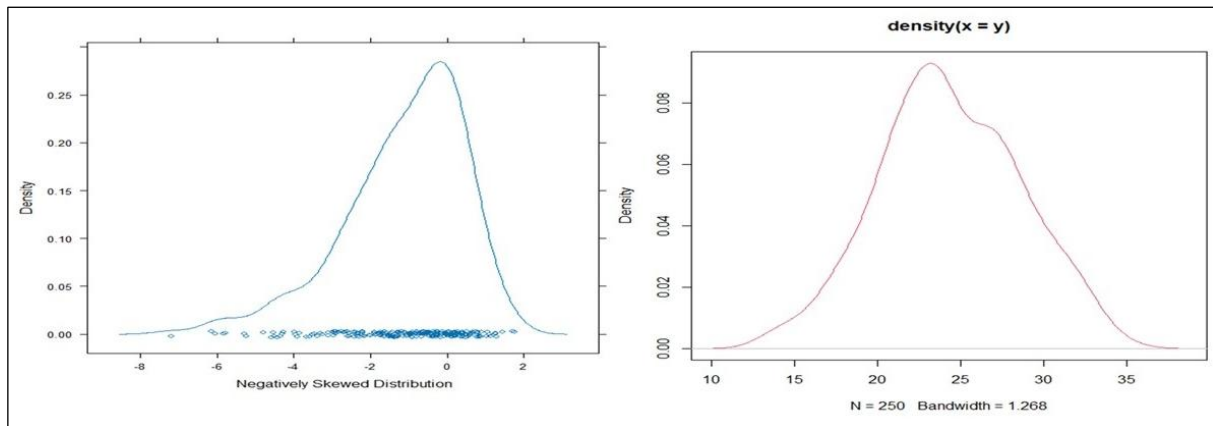 0.25
0.20
0.15
0.10
0.05
0.00
Density
-8 -6 -4 -2 0 2
Negatively Skewed Distribution
density(x = y)
0.08
0.06
0.04
0.02
0.00
Density
10 15 20 25 30 35
N = 250 Bandwidth = 1.268